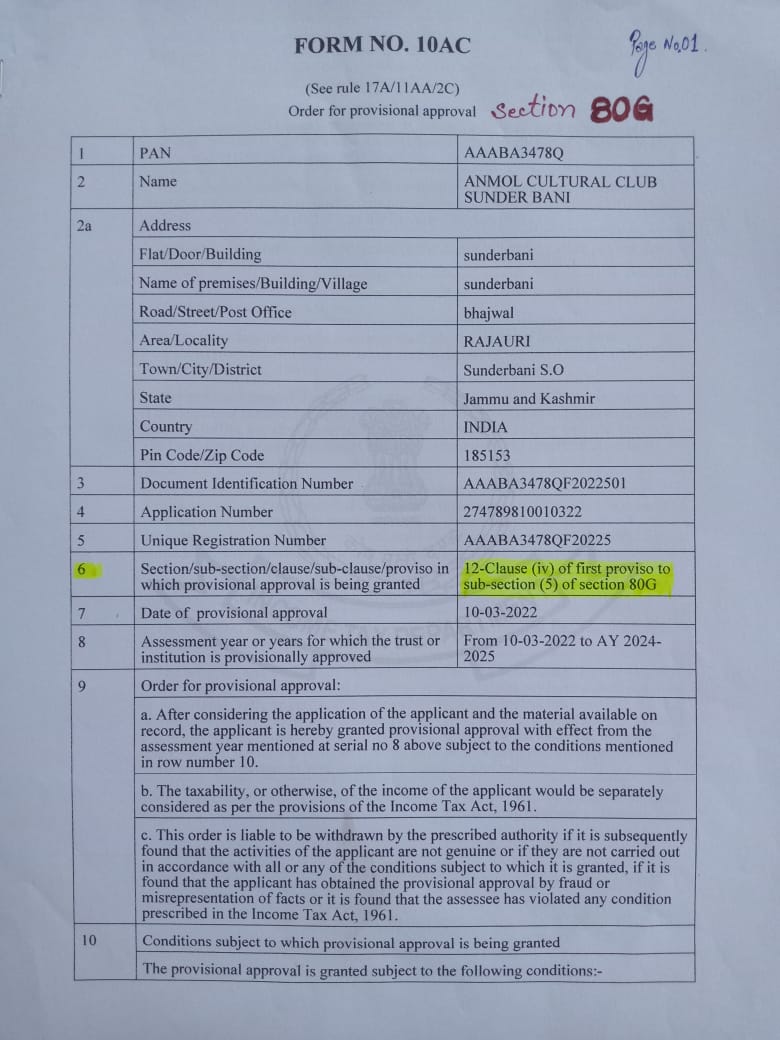 FORM NO. 10AC
Page No.01.
(See rule 17A/11AA/2C)
Order for provisional approval Section 80G
1 PAN AAABA3478Q
2 Name ANMOL CULTURAL CLUB
SUNDER BANI
2a Address
Flat/Door/Building sunderbani
Name of premises/Building/Village sunderbani
Road/Street/Post Office bhajwal
Area/Locality RAJAURI
Town/City/District Sunderbani S.O
State Jammu and Kashmir
Country INDIA
Pin Code/Zip Code 185153
3 Document Identification Number AAABA3478QF2022501
4 Application Number 274789810010322
5 Unique Registration Number AAABA3478QF20225
6 Section/sub-section/clause/sub-clause/proviso in 12-Clause (iv) of first proviso to
which provisional approval is being granted sub-section (5) of section 80G
7 Date of provisional approval 10-03-2022
8 Assessment year or years for which the trust or From 10-03-2022 to AY 2024-
institution is provisionally approved 2025
9 Order for provisional approval:
a. After considering the application of the applicant and the material available on
record, the applicant is hereby granted provisional approval with effect from the
assessment year mentioned at serial no 8 above subject to the conditions mentioned
in row number 10.
b. The taxability, or otherwise, of the income of the applicant would be separately
considered as per the provisions of the Income Tax Act, 1961.
c. This order is liable to be withdrawn by the prescribed authority if it is subsequently
found that the activities of the applicant are not genuine or if they are not carried out
in accordance with all or any of the conditions subject to which it is granted, if it is
found that the applicant has obtained the provisional approval by fraud or
misrepresentation of facts or it is found that the assessee has violated any condition
prescribed in the Income Tax Act, 1961.
10 Conditions subject to which provisional approval is being granted
The provisional approval is granted subject to the following conditions:-